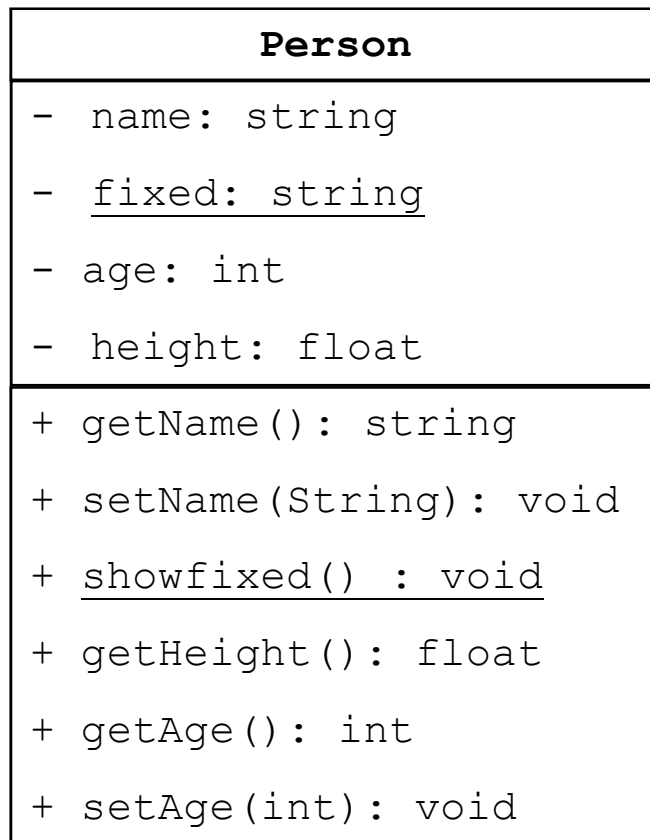 Person
- name: string
- fixed: string
- age: int
- height: float
+ getName(): string
+ setName(String): void
+ showfixed() : void
+ getHeight(): float
+ getAge(): int
+ setAge(int): void